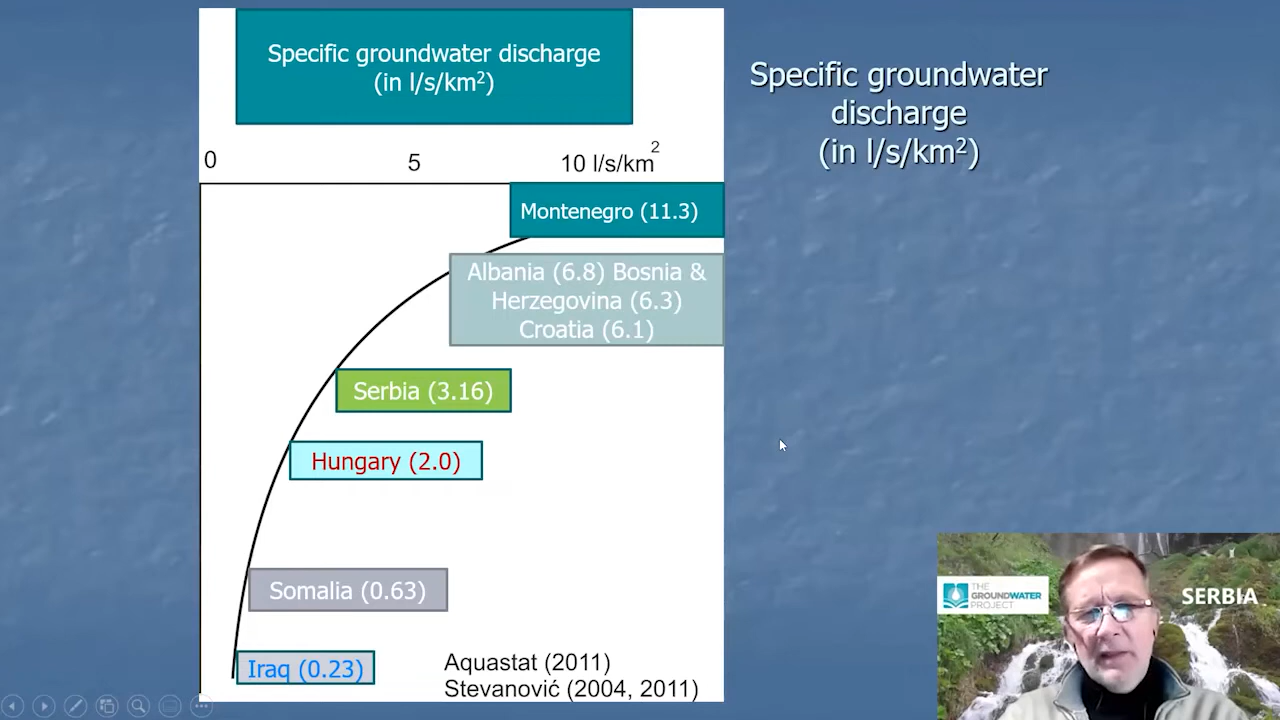 Specific groundwater discharge
(in l/s/km²)
Specific groundwater
discharge
(in l/s/km²)
0 5 10 l/s/km²
Montenegro (11.3)
Albania (6.8) Bosnia &
Herzegovina (6.3)
Croatia (6.1)
Serbia (3.16)
Hungary (2.0)
Somalia (0.63)
Iraq (0.23)
Aquastat (2011)
Stevanović (2004, 2011)
THE
GROUNDWATER
PROJECT
SERBIA